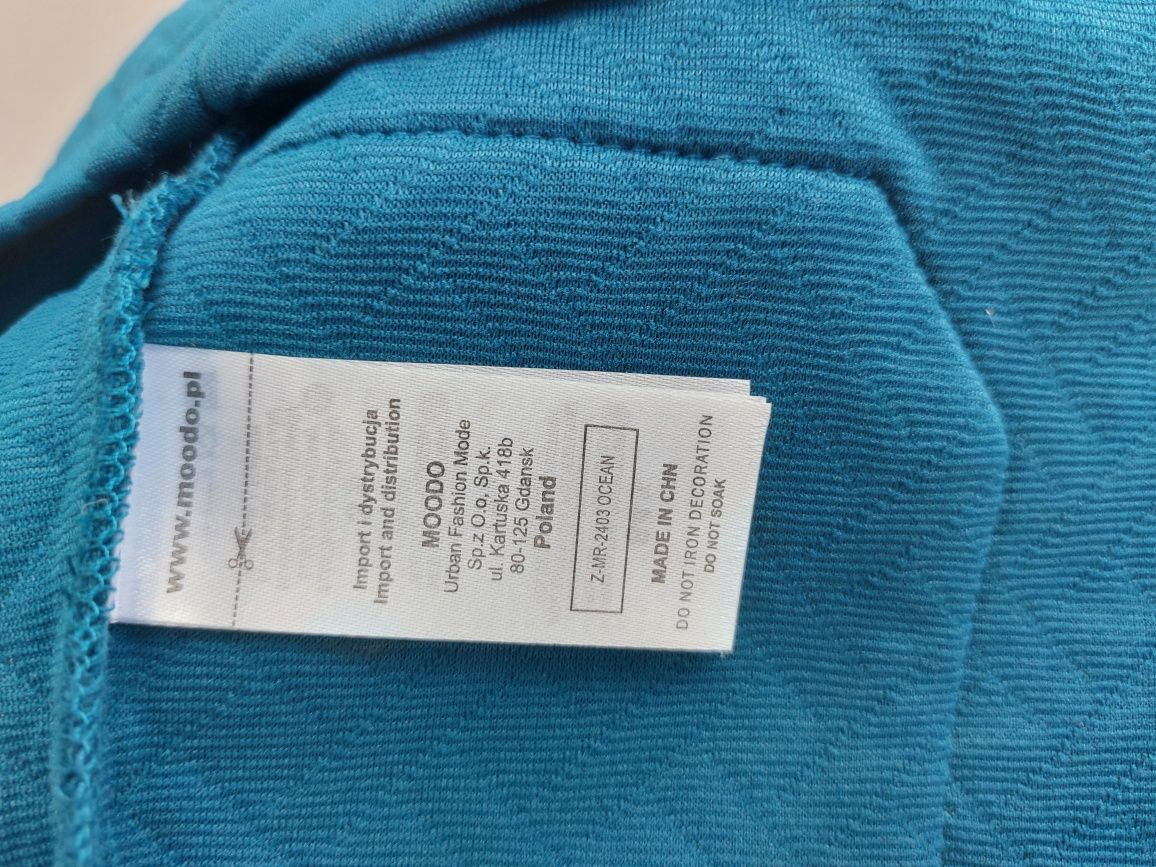 www.moodo.pl
Import i dystrybucja
Import and distribution
MOODO
Urban Fashion Mode
Sp.z O.o, Sp.k.
ul. Kartuska 418b
80-125 Gdansk
Poland
Z-MR-2403 OCEAN
MADE IN CHN
DO NOT IRON DECORATION
DO NOT SOAK